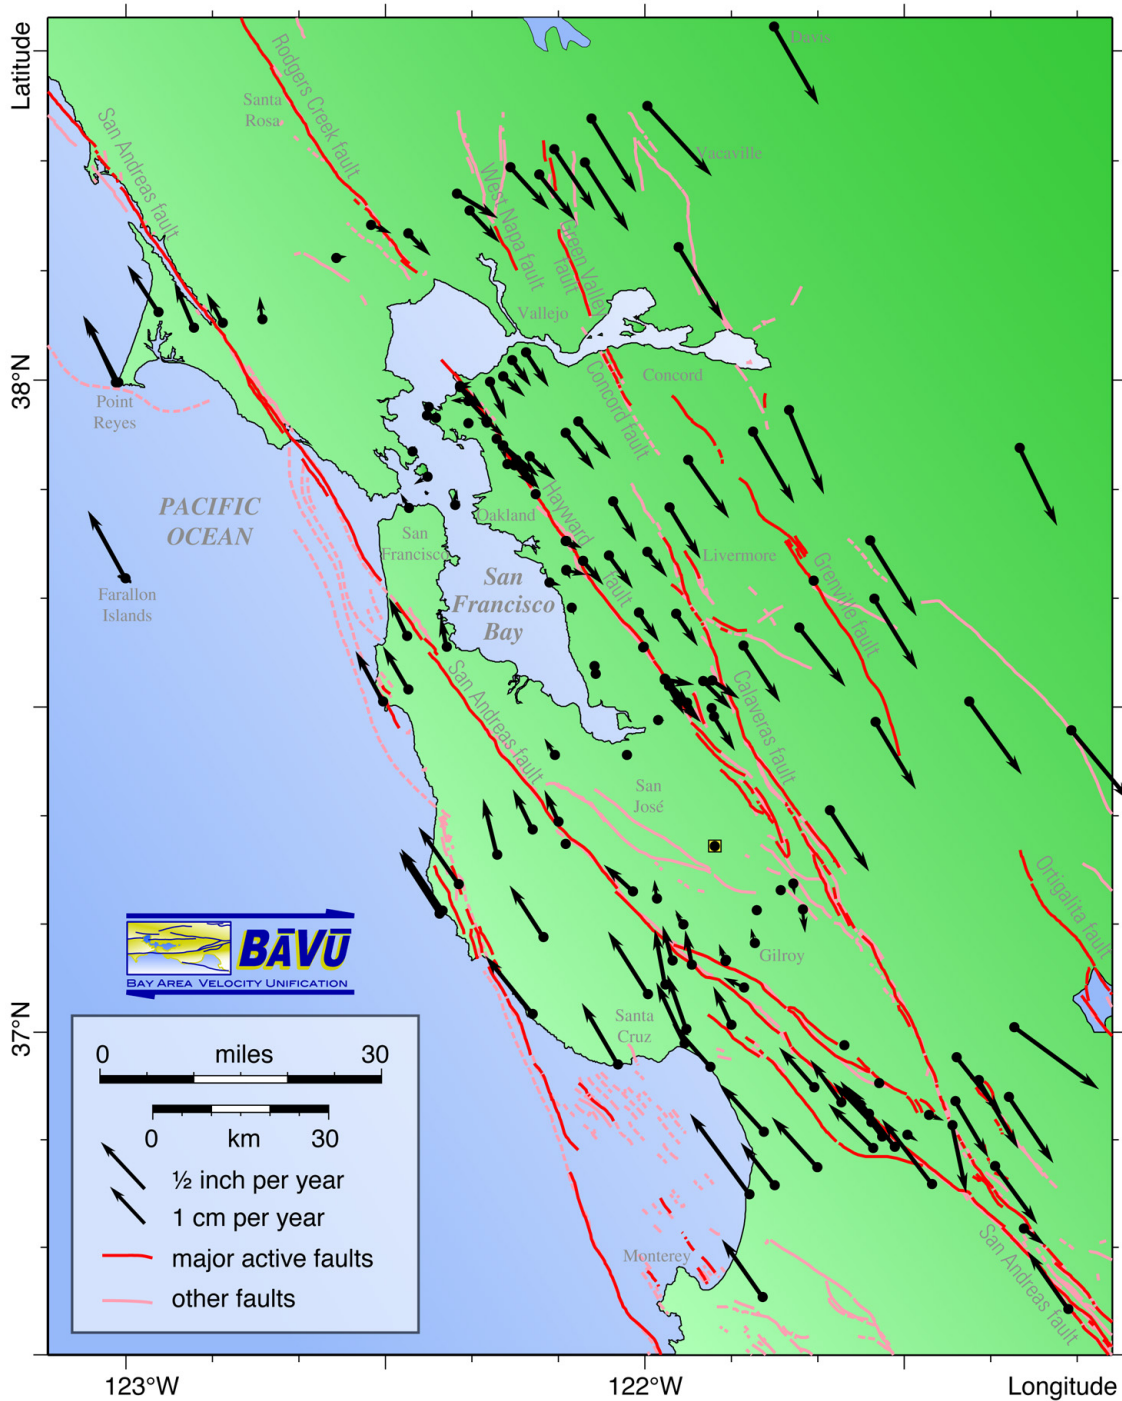 Latitude
Davis
Rodgers Creek fault
Santa
Rosa
San Andreas fault
Vacaville
West Napa fault
Green Valley
fault
Vallejo
38°N
Concord
Concord fault
Point
Reyes
PACIFIC
OCEAN
Hayward
fault
Oakland
San
Francisco
Livermore
Grenville fault
San
Francisco
Bay
Farallon
Islands
San Andreas fault
Calaveras fault
San
José
Ortigalita fault
BĀVŪ
BAY AREA VELOCITY UNIFICATION
Gilroy
37°N
Santa
Cruz
0 miles 30
0 km 30
½ inch per year
1 cm per year
major active faults
other faults
Monterey
San Andreas fault
123°W
122°W
Longitude